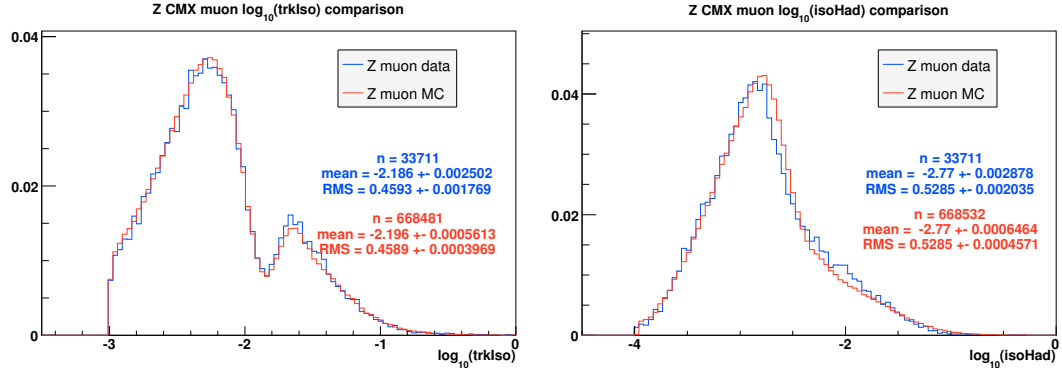 Z CMX muon log10(trkIso) comparison
0.04
0.02
0
-3
-2
-1
0
log10(trkIso)
Z muon data
Z muon MC
n = 33711
mean = -2.186 +- 0.002502
RMS = 0.4593 +- 0.001769
n = 668481
mean = -2.196 +- 0.0005613
RMS = 0.4589 +- 0.0003969
Z CMX muon log10(isoHad) comparison
0.04
0.02
0
-4
-2
0
log10(isoHad)
Z muon data
Z muon MC
n = 33711
mean = -2.77 +- 0.002878
RMS = 0.5285 +- 0.002035
n = 668532
mean = -2.77 +- 0.0006464
RMS = 0.5285 +- 0.0004571